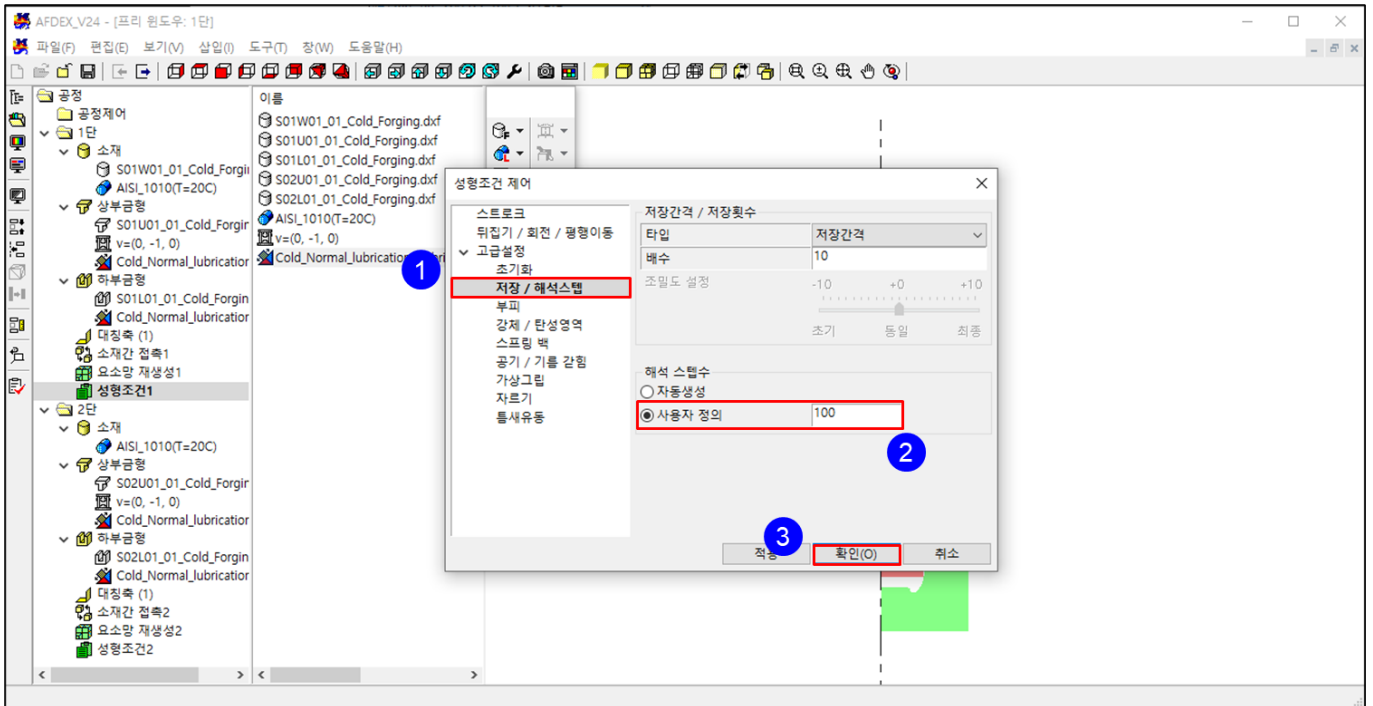 AFDEX_V24 - [프리 윈도우: 1단]
파일(F) 편집(E) 보기(V) 삽입(I) 도구(T) 창(W) 도움말(H)
공정
공정제어
1단
소재
S01W01_01_Cold_Forgii
AISI_1010(T=20C)
상부금형
S01U01_01_Cold_Forgir
v=(0, -1, 0)
Cold_Normal_lubricatior
하부금형
S01L01_01_Cold_Forgin
Cold_Normal_lubricatior
대칭축 (1)
소재간 접촉1
요소망 재생성1
성형조건1
2단
소재
AISI_1010(T=20C)
상부금형
S02U01_01_Cold_Forgir
v=(0, -1, 0)
Cold_Normal_lubricatior
하부금형
S02L01_01_Cold_Forgin
Cold_Normal_lubricatior
대칭축 (1)
소재간 접촉2
요소망 재생성2
성형조건2
이름
S01W01_01_Cold_Forging.dxf
S01U01_01_Cold_Forging.dxf
S01L01_01_Cold_Forging.dxf
S02U01_01_Cold_Forging.dxf
S02L01_01_Cold_Forging.dxf
AISI_1010(T=20C)
v=(0, -1, 0)
Cold_Normal_lubrication
성형조건 제어
스트로크
뒤집기 / 회전 / 평행이동
고급설정
초기화
1
저장 / 해석스텝
부피
강체 / 탄성영역
스프링 백
공기 / 기름 갇힘
가상그립
자르기
틈새유동
저장간격 / 저장횟수
타입 저장간격
배수 10
조밀도 설정 -10 +0 +10
초기 동일 최종
해석 스텝수
자동생성
사용자 정의 100
2
3
적용 확인(O) 취소